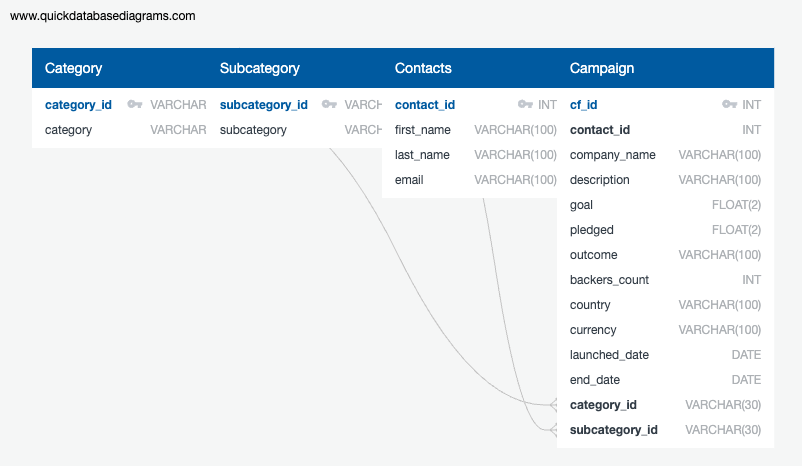 www.quickdatabasediagrams.com
Category
category_id VARCHAR
category VARCHAR
Subcategory
subcategory_id VARCH
subcategory VARCH
Contacts
contact_id INT
first_name VARCHAR(100)
last_name VARCHAR(100)
email VARCHAR(100)
Campaign
cf_id INT
contact_id INT
company_name VARCHAR(100)
description VARCHAR(100)
goal FLOAT(2)
pledged FLOAT(2)
outcome VARCHAR(100)
backers_count INT
country VARCHAR(100)
currency VARCHAR(100)
launched_date DATE
end_date DATE
category_id VARCHAR(30)
subcategory_id VARCHAR(30)